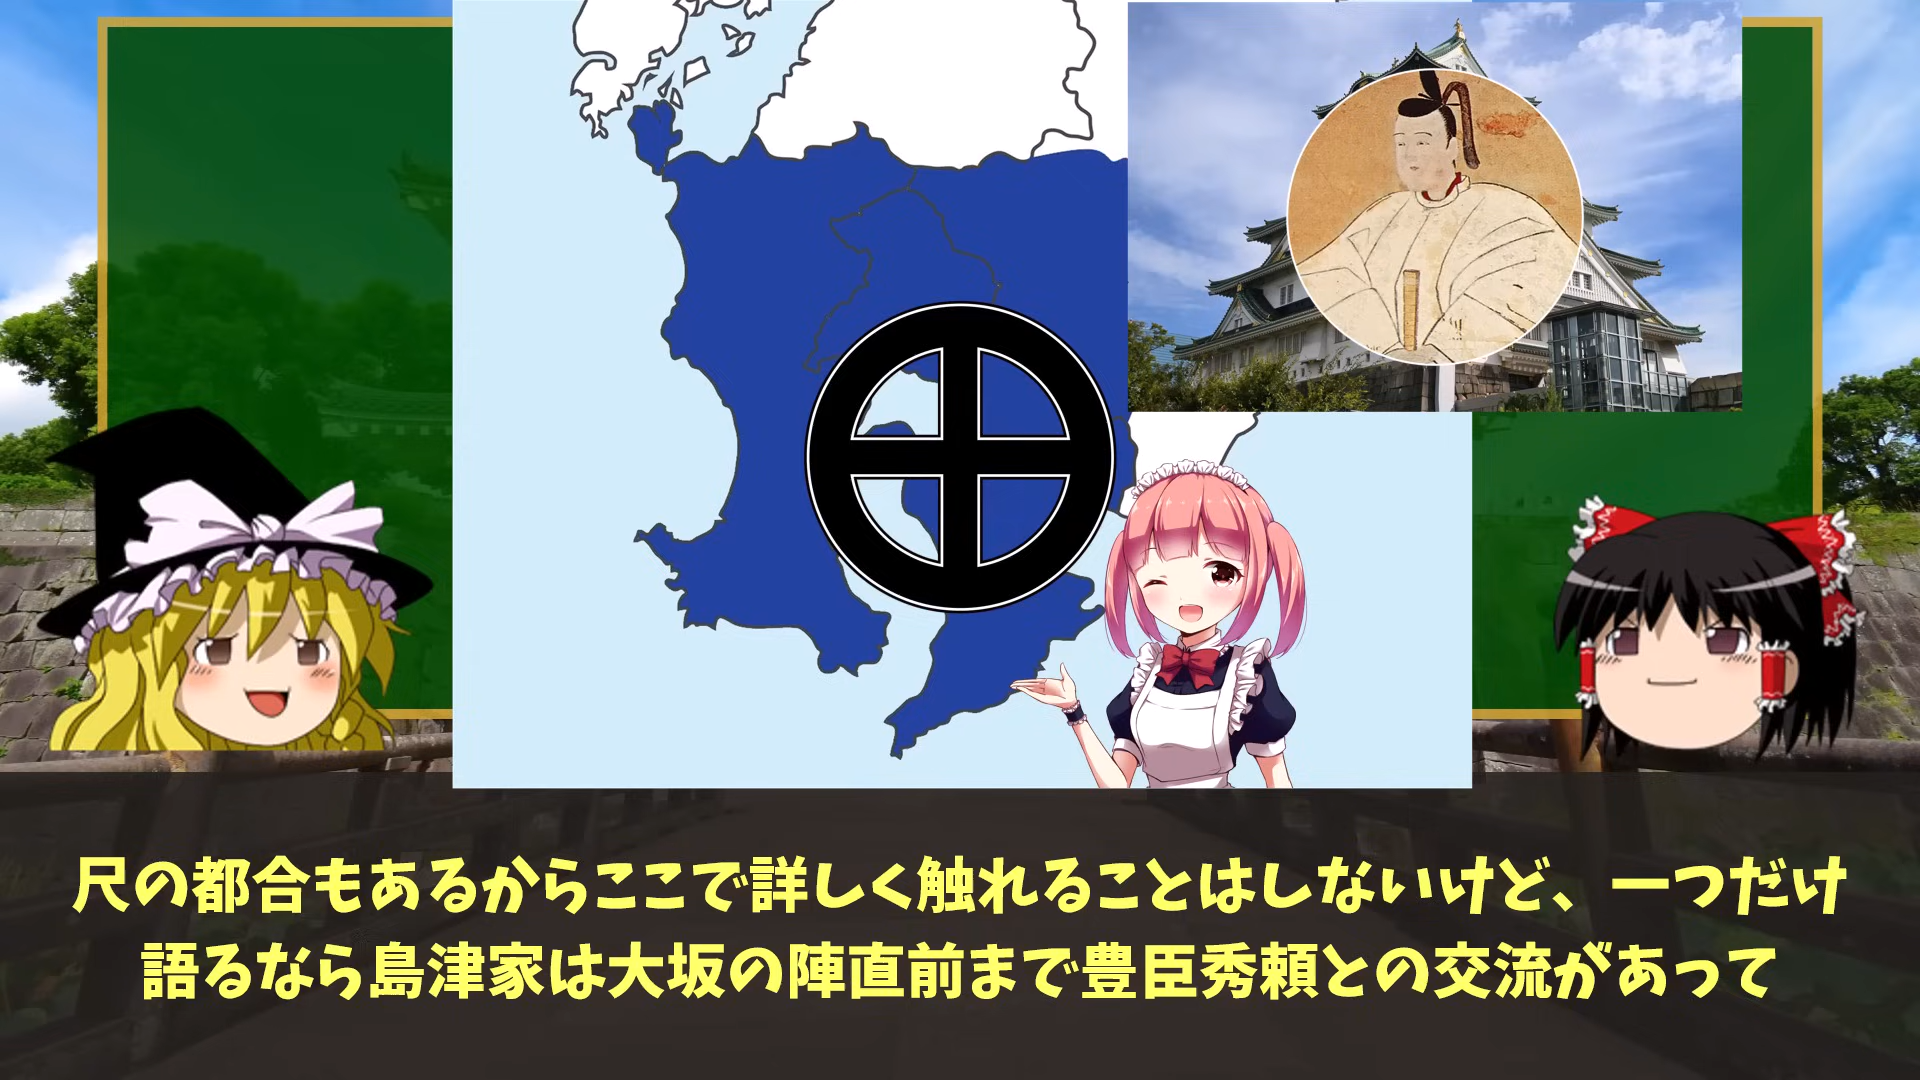 尺の都合もあるからここで詳しく触れることはしないけど、一つだけ
語るなら島津家は大坂の陣直前まで豊臣秀頼との交流があって